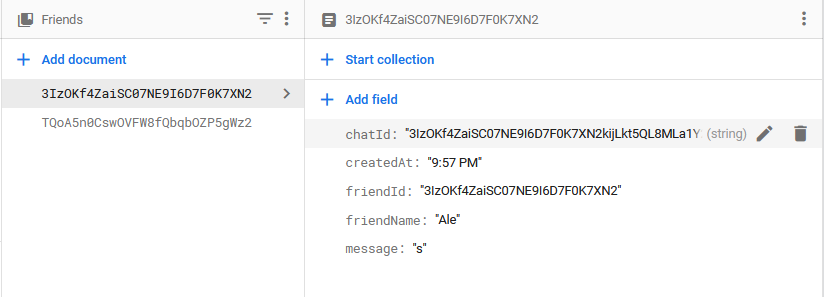 Friends
Add document
3IzOKf4ZaiSC07NE9I6D7F0K7XN2
TQoA5n0CswOVFW8fQbqbOZP5gWz2
3IzOKf4ZaiSC07NE9I6D7F0K7XN2
Start collection
Add field
chatId: "3IzOKf4ZaiSC07NE9I6D7F0K7XN2kijLkt5QL8MLa1Y (string)
createdAt: "9:57 PM"
friendId: "3IzOKf4ZaiSC07NE9I6D7F0K7XN2"
friendName: "Ale"
message: "s"